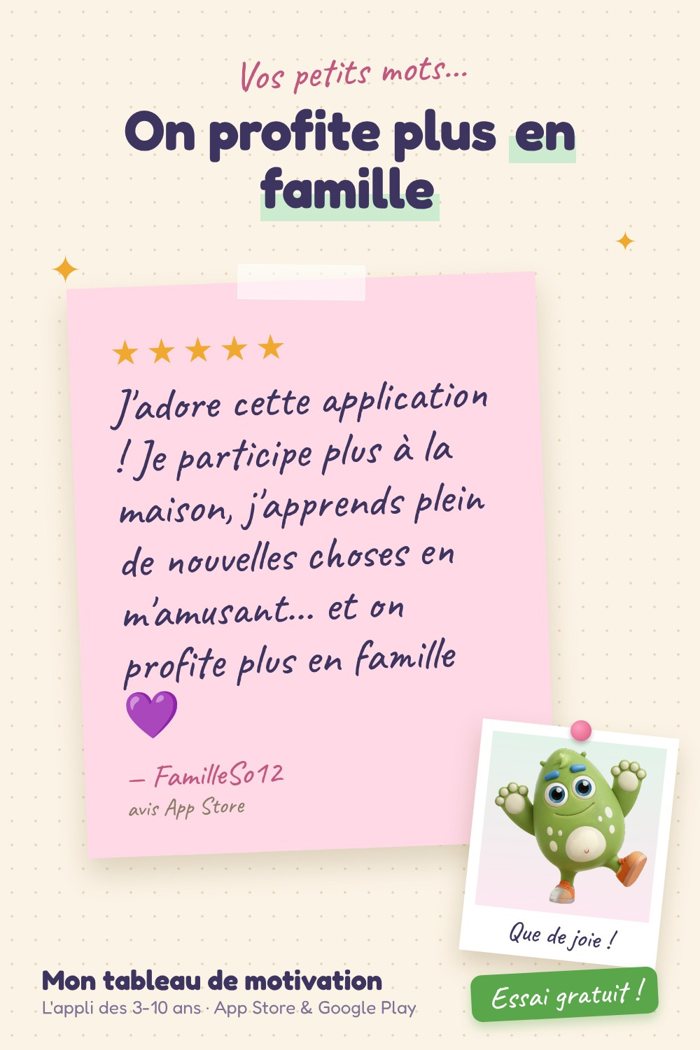 Vos petits mots...
On profite plus en
famille
J'adore cette application
! Je participe plus à la
maison, j'apprends plein
de nouvelles choses en
m'amusant... et on
profite plus en famille
💜
— FamilleSo12
avis App Store
Que de joie !
Mon tableau de motivation
L'appli des 3-10 ans · App Store & Google Play
Essai gratuit !